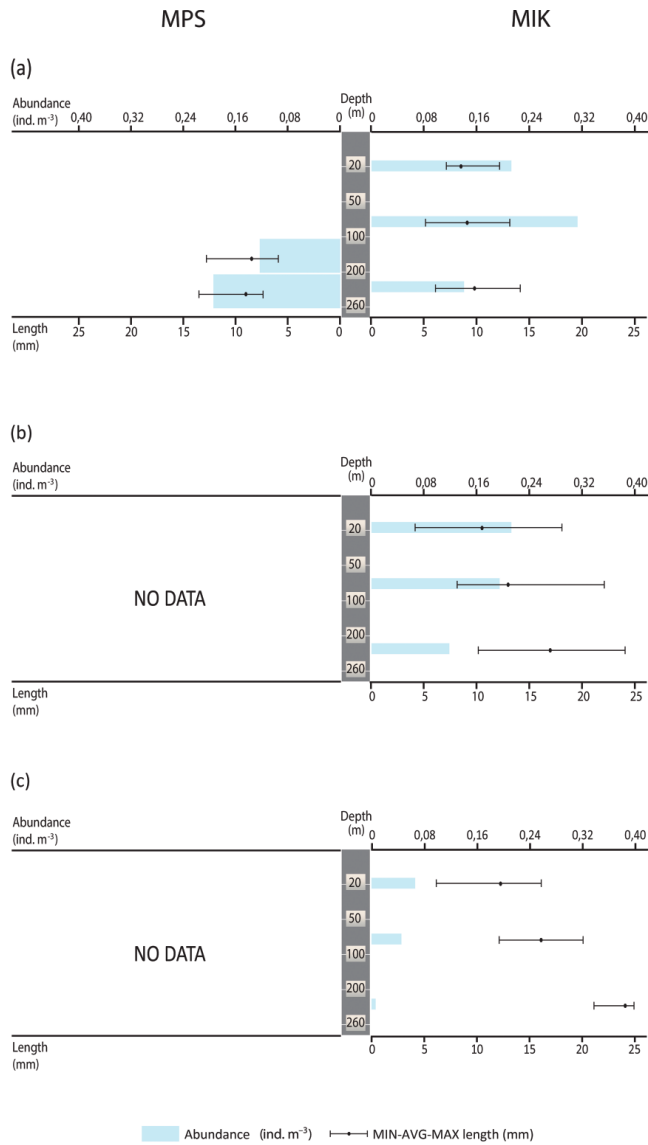 MPS MIK
(a)
Abundance (ind. m⁻³) 0,40 0,32 0,24 0,16 0,08 0 Depth (m) 0 0,08 0,16 0,24 0,32 0,40
20
50
100
200
260
Length (mm) 25 20 15 10 5 0 0 5 10 15 20 25
(b)
Abundance (ind. m⁻³) Depth (m) 0 0,08 0,16 0,24 0,32 0,40
20
50
NO DATA
100
200
260
Length (mm) 0 5 10 15 20 25
(c)
Abundance (ind. m⁻³) Depth (m) 0 0,08 0,16 0,24 0,32 0,40
20
50
NO DATA
100
200
260
Length (mm) 0 5 10 15 20 25
Abundance (ind. m⁻³) MIN-AVG-MAX length (mm)